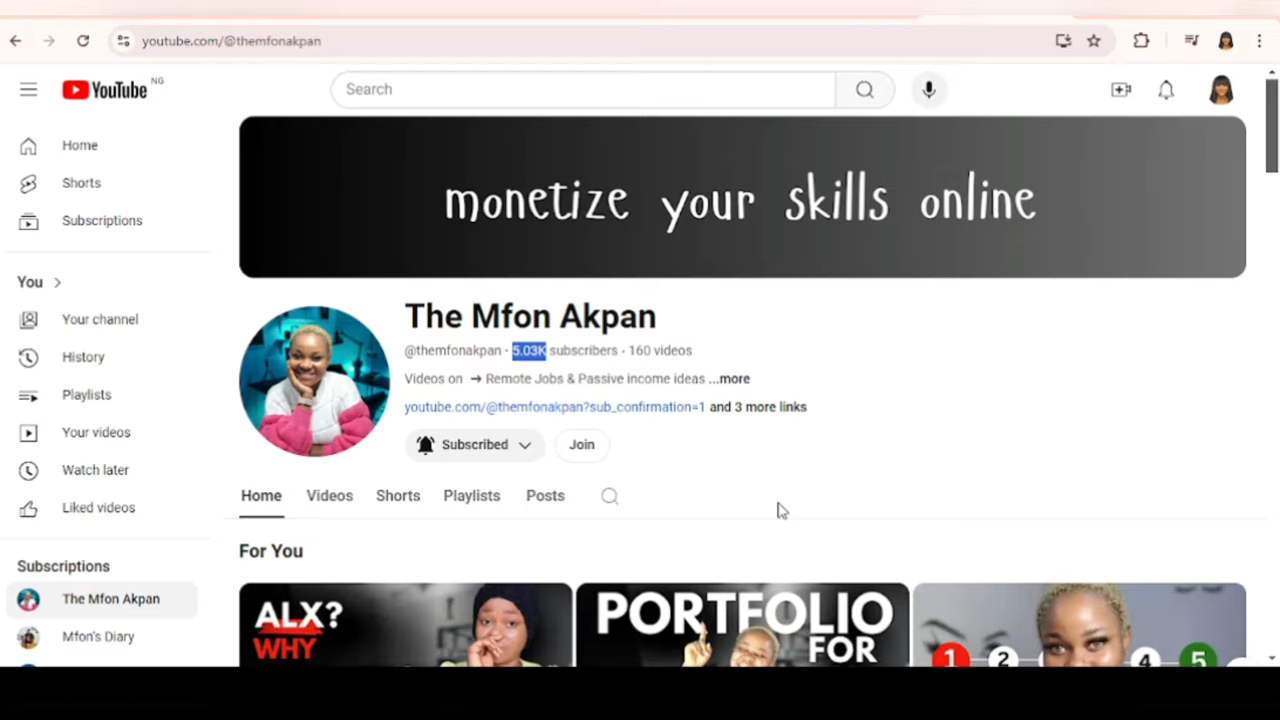 youtube.com/@themfonakpan
YouTube NG
Search
Home
Shorts
Subscriptions
You
Your channel
History
Playlists
Your videos
Watch later
Liked videos
Subscriptions
The Mfon Akpan
Mfon's Diary
monetize your skills online
The Mfon Akpan
@themfonakpan · 5.03K subscribers · 160 videos
Videos on → Remote Jobs & Passive income ideas ...more
youtube.com/@themfonakpan?sub_confirmation=1 and 3 more links
Subscribed Join
Home Videos Shorts Playlists Posts
For You
ALX?
WHY
PORTFOLIO
FOR
1 2 4 5